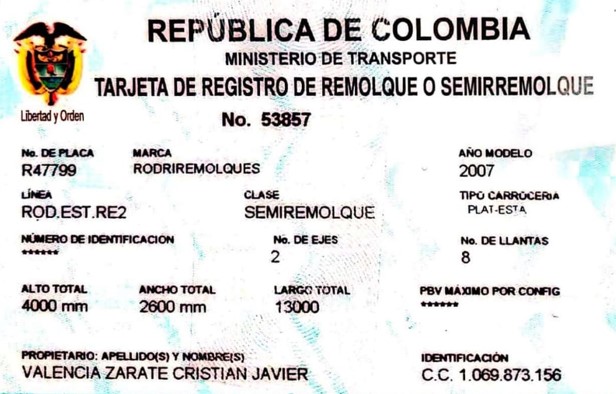 REPÚBLICA DE COLOMBIA
MINISTERIO DE TRANSPORTE
TARJETA DE REGISTRO DE REMOLQUE O SEMIRREMOLQUE
Libertad y Orden
No. 53857
No. DE PLACA MARCA AÑO MODELO
R47799 RODRIREMOLQUES 2007
LÍNEA CLASE TIPO CARROCERIA
ROD.EST.RE2 SEMIREMOLQUE PLAT-ESTA
NÚMERO DE IDENTIFICACION No. DE EJES No. DE LLANTAS
****** 2 8
ALTO TOTAL ANCHO TOTAL LARGO TOTAL PBV MÁXIMO POR CONFIG
4000 mm 2600 mm 13000 ******
PROPIETARIO: APELLIDO(S) Y NOMBRE(S) IDENTIFICACIÓN
VALENCIA ZARATE CRISTIAN JAVIER C.C. 1.069.873.156